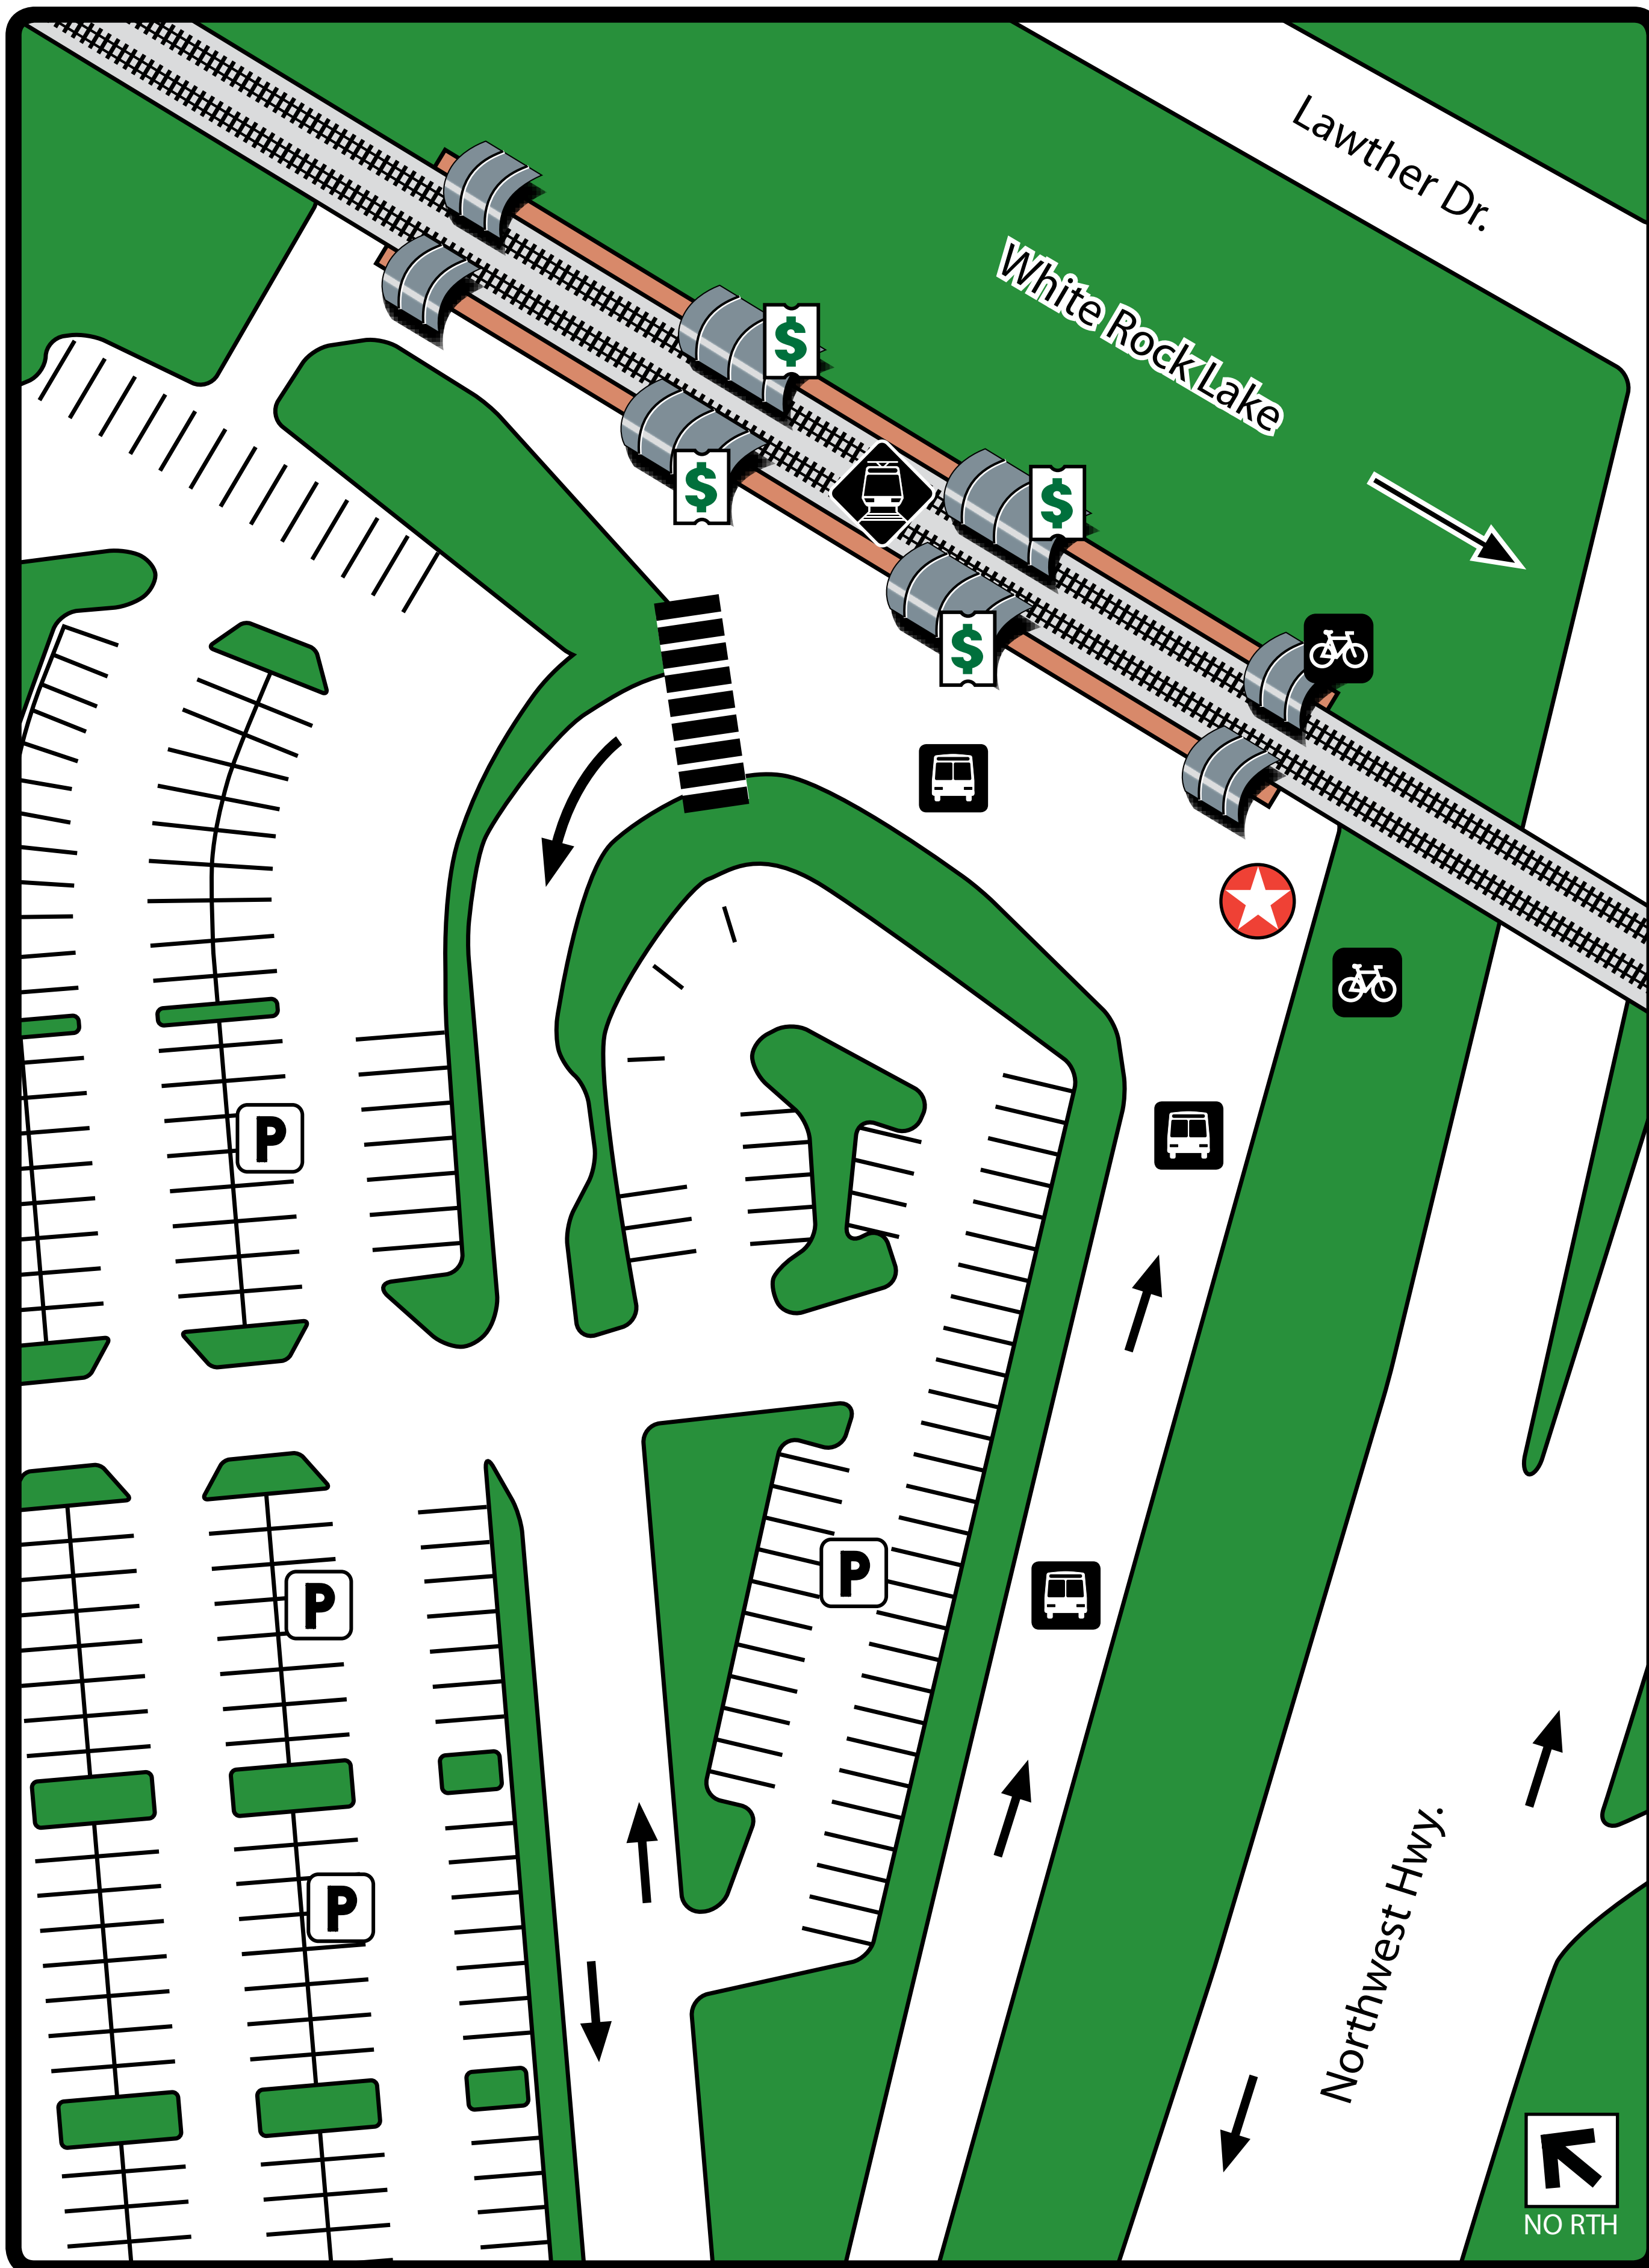 Lawther Dr.
White Rock Lake
$
$
$
$
P
P
P
P
Northwest Hwy.
NO RTH